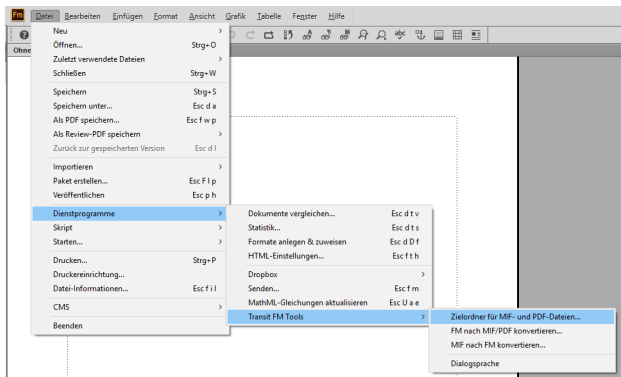 Fm Datei Bearbeiten Einfügen Format Ansicht Grafik Tabelle Fenster Hilfe
Ohne
Neu >
Öffnen... Strg+O
Zuletzt verwendete Dateien >
Schließen Strg+W
Speichern Strg+S
Speichern unter... Esc d a
Als PDF speichern... Esc f w p
Als Review-PDF speichern >
Zurück zur gespeicherten Version Esc d l
Importieren >
Paket erstellen... Esc F l p
Veröffentlichen Esc p h
Dienstprogramme >
Skript >
Starten... >
Drucken... Strg+P
Druckereinrichtung...
Datei-Informationen... Esc f i l
CMS >
Beenden
Dokumente vergleichen... Esc d t v
Statistik... Esc d t s
Formate anlegen & zuweisen Esc d D f
HTML-Einstellungen... Esc f t h
Dropbox >
Senden... Esc f m
MathML-Gleichungen aktualisieren Esc U a e
Transit FM Tools >
Zielordner für MIF- und PDF-Dateien...
FM nach MIF/PDF konvertieren...
MIF nach FM konvertieren...
Dialogsprache